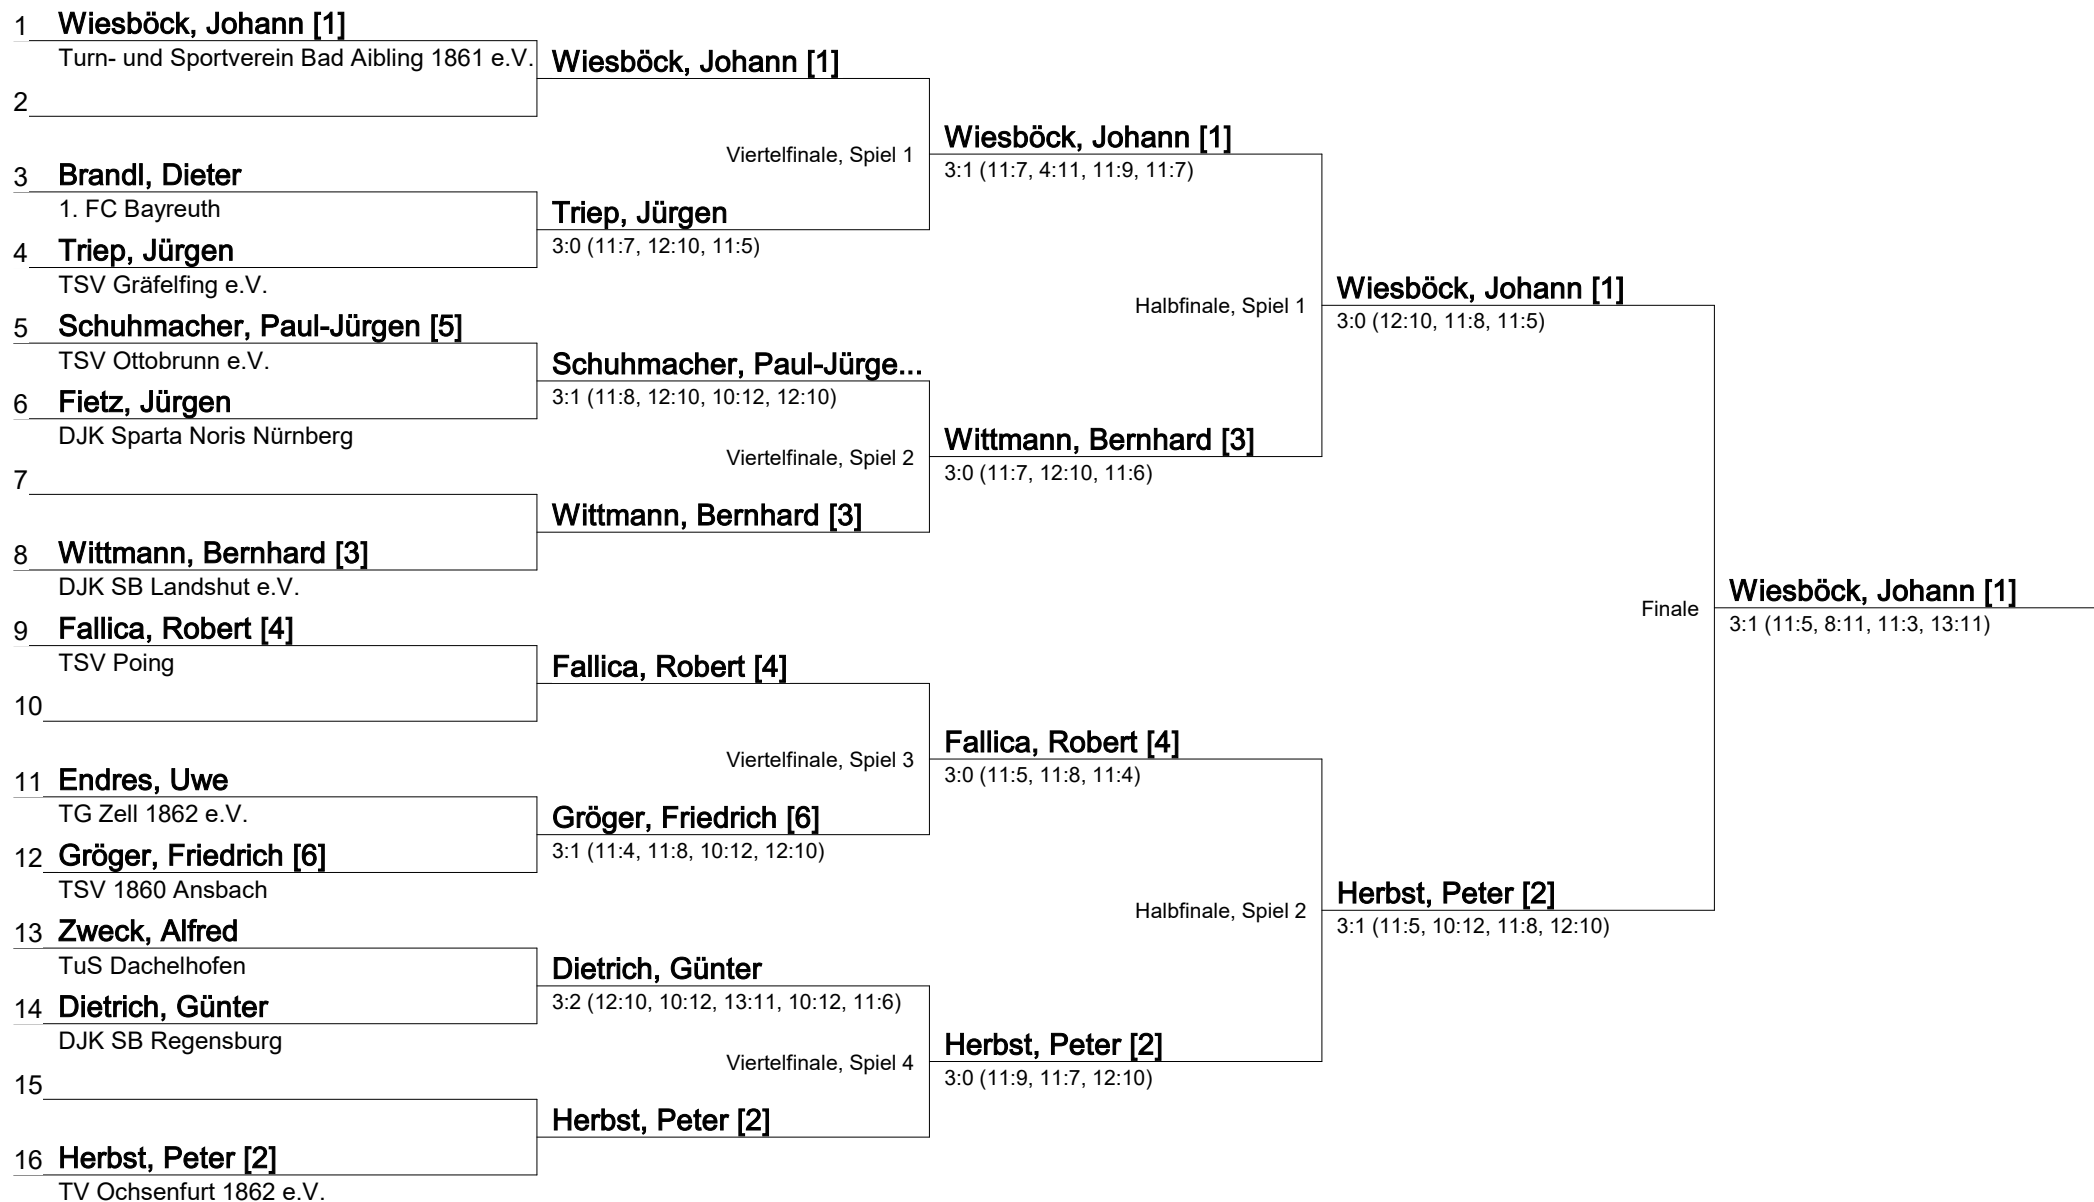 1 Wiesböck, Johann [1]
Turn- und Sportverein Bad Aibling 1861 e.V.
2
3 Brandl, Dieter
1. FC Bayreuth
4 Triep, Jürgen
TSV Gräfelfing e.V.
5 Schuhmacher, Paul-Jürgen [5]
TSV Ottobrunn e.V.
6 Fietz, Jürgen
DJK Sparta Noris Nürnberg
7
8 Wittmann, Bernhard [3]
DJK SB Landshut e.V.
9 Fallica, Robert [4]
TSV Poing
10
11 Endres, Uwe
TG Zell 1862 e.V.
12 Gröger, Friedrich [6]
TSV 1860 Ansbach
13 Zweck, Alfred
TuS Dachelhofen
14 Dietrich, Günter
DJK SB Regensburg
15
16 Herbst, Peter [2]
TV Ochsenfurt 1862 e.V.
Wiesböck, Johann [1]
Viertelfinale, Spiel 1
Triep, Jürgen
3:0 (11:7, 12:10, 11:5)
Schuhmacher, Paul-Jürge...
3:1 (11:8, 12:10, 10:12, 12:10)
Viertelfinale, Spiel 2
Wittmann, Bernhard [3]
Fallica, Robert [4]
Viertelfinale, Spiel 3
Gröger, Friedrich [6]
3:1 (11:4, 11:8, 10:12, 12:10)
Dietrich, Günter
3:2 (12:10, 10:12, 13:11, 10:12, 11:6)
Viertelfinale, Spiel 4
Herbst, Peter [2]
Wiesböck, Johann [1]
3:1 (11:7, 4:11, 11:9, 11:7)
Halbfinale, Spiel 1
Wittmann, Bernhard [3]
3:0 (11:7, 12:10, 11:6)
Fallica, Robert [4]
3:0 (11:5, 11:8, 11:4)
Halbfinale, Spiel 2
Herbst, Peter [2]
3:0 (11:9, 11:7, 12:10)
Wiesböck, Johann [1]
3:0 (12:10, 11:8, 11:5)
Finale
Herbst, Peter [2]
3:1 (11:5, 10:12, 11:8, 12:10)
Wiesböck, Johann [1]
3:1 (11:5, 8:11, 11:3, 13:11)